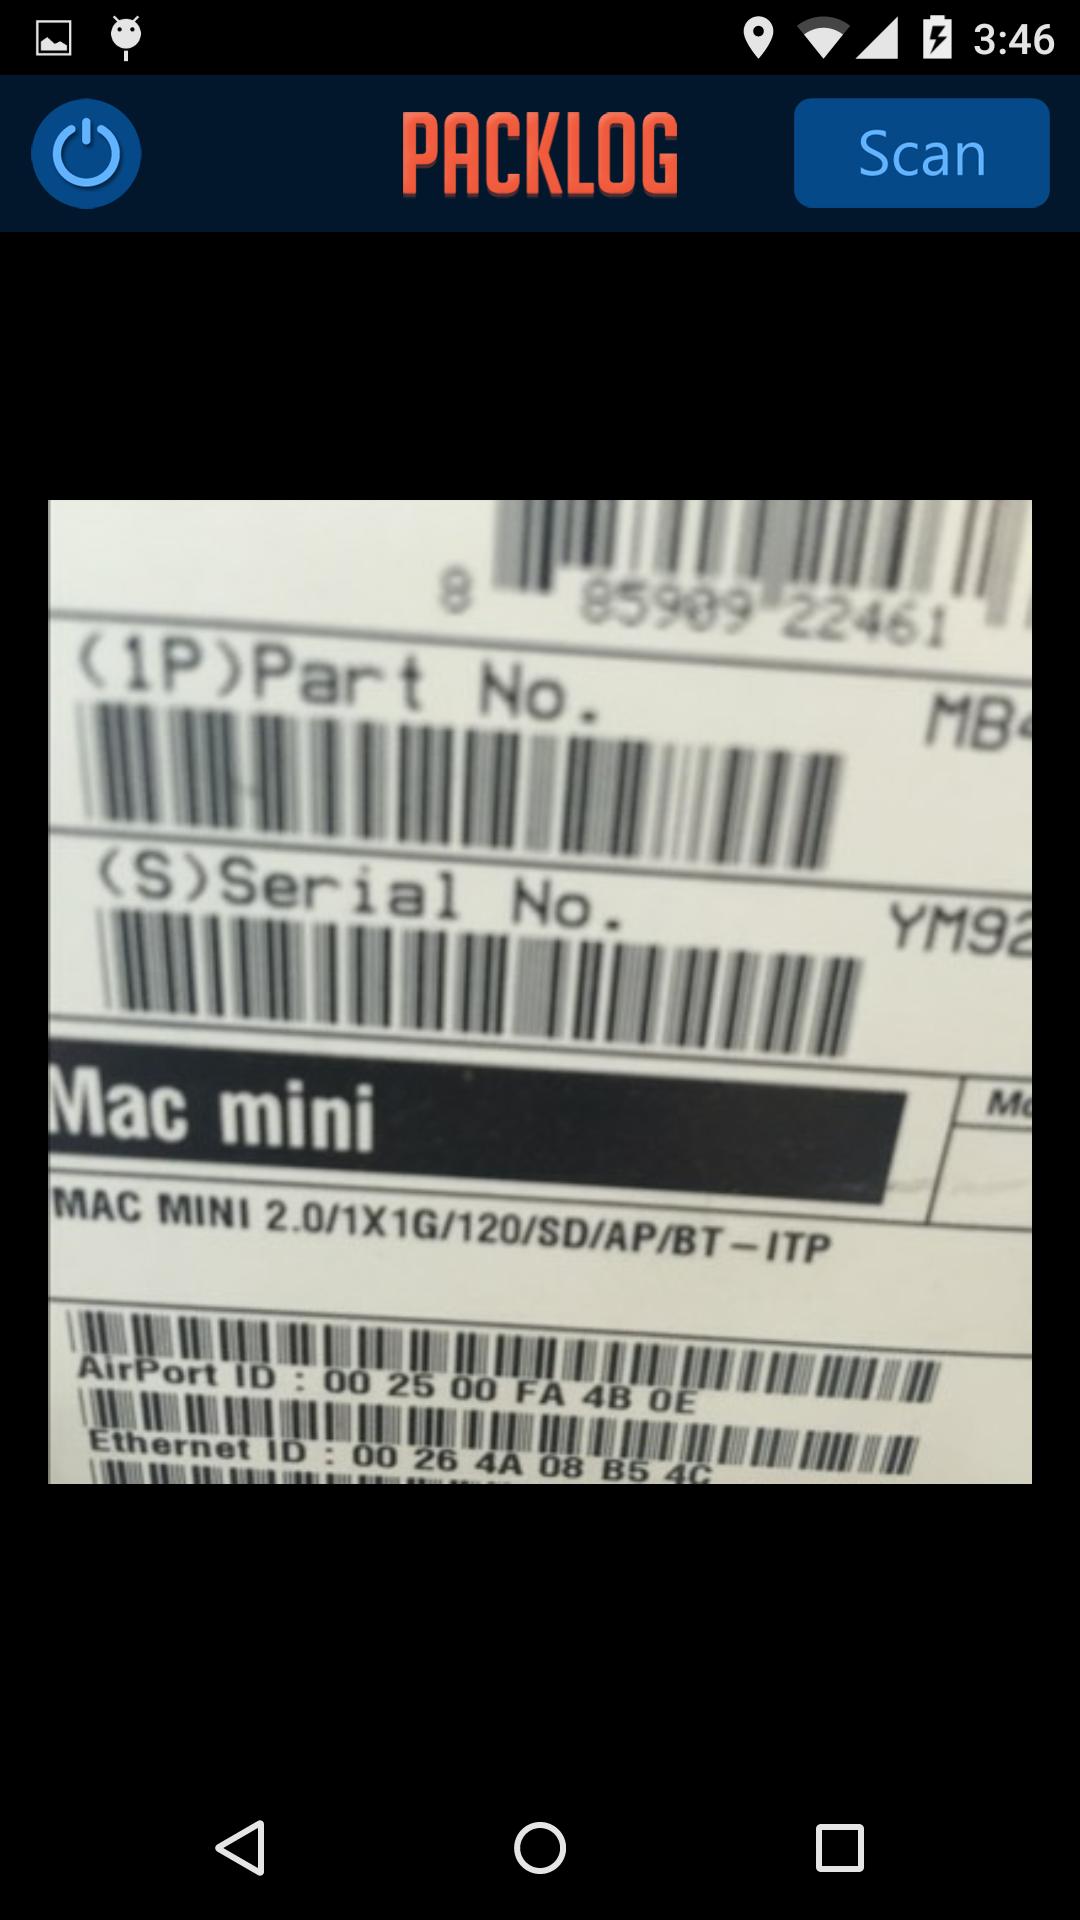 3:46
PACKLOG
Scan
8 85909 22461
(1P)Part No. MB4
(S)Serial No. YM92
Mac mini
Mo
MAC MINI 2.0/1X1G/120/SD/AP/BT-ITP
AirPort ID : 00 25 00 FA 4B 0E
Ethernet ID : 00 26 4A 08 B5 4C